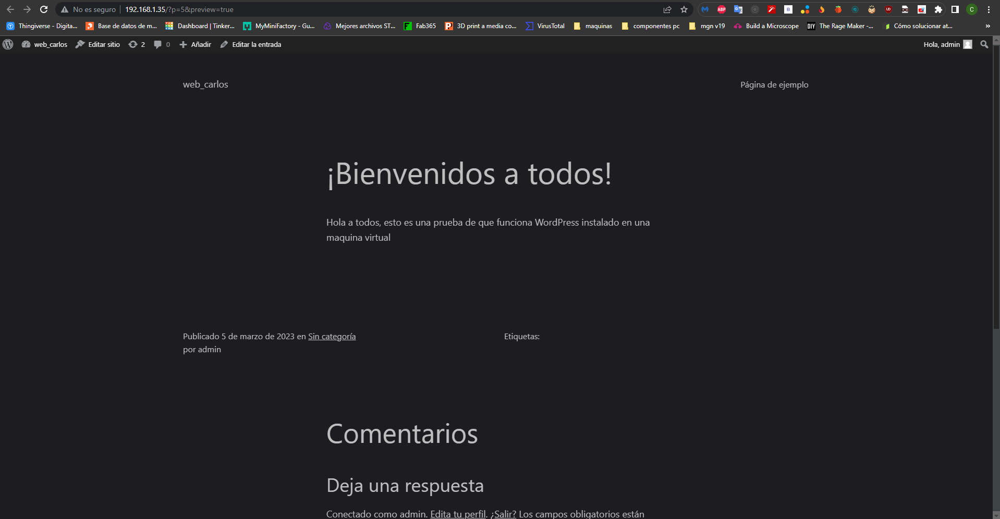 No es seguro 192.168.1.35/?p=5&preview=true
ABP
B
UD
C
Thingiverse - Digita... Base de datos de m... Dashboard | Tinker... MyMiniFactory - Gu... Mejores archivos ST... Fab365 3D print a media co... VirusTotal maquinas componentes pc mgn v19 Build a Microscope DIY The Rage Maker -... Cómo solucionar at... »
web_carlos Editar sitio 2 0 Añadir Editar la entrada Hola, admin
web_carlos Página de ejemplo
¡Bienvenidos a todos!
Hola a todos, esto es una prueba de que funciona WordPress instalado en una
maquina virtual
Publicado 5 de marzo de 2023 en Sin categoría Etiquetas:
por admin
Comentarios
Deja una respuesta
Conectado como admin. Edita tu perfil. ¿Salir? Los campos obligatorios están